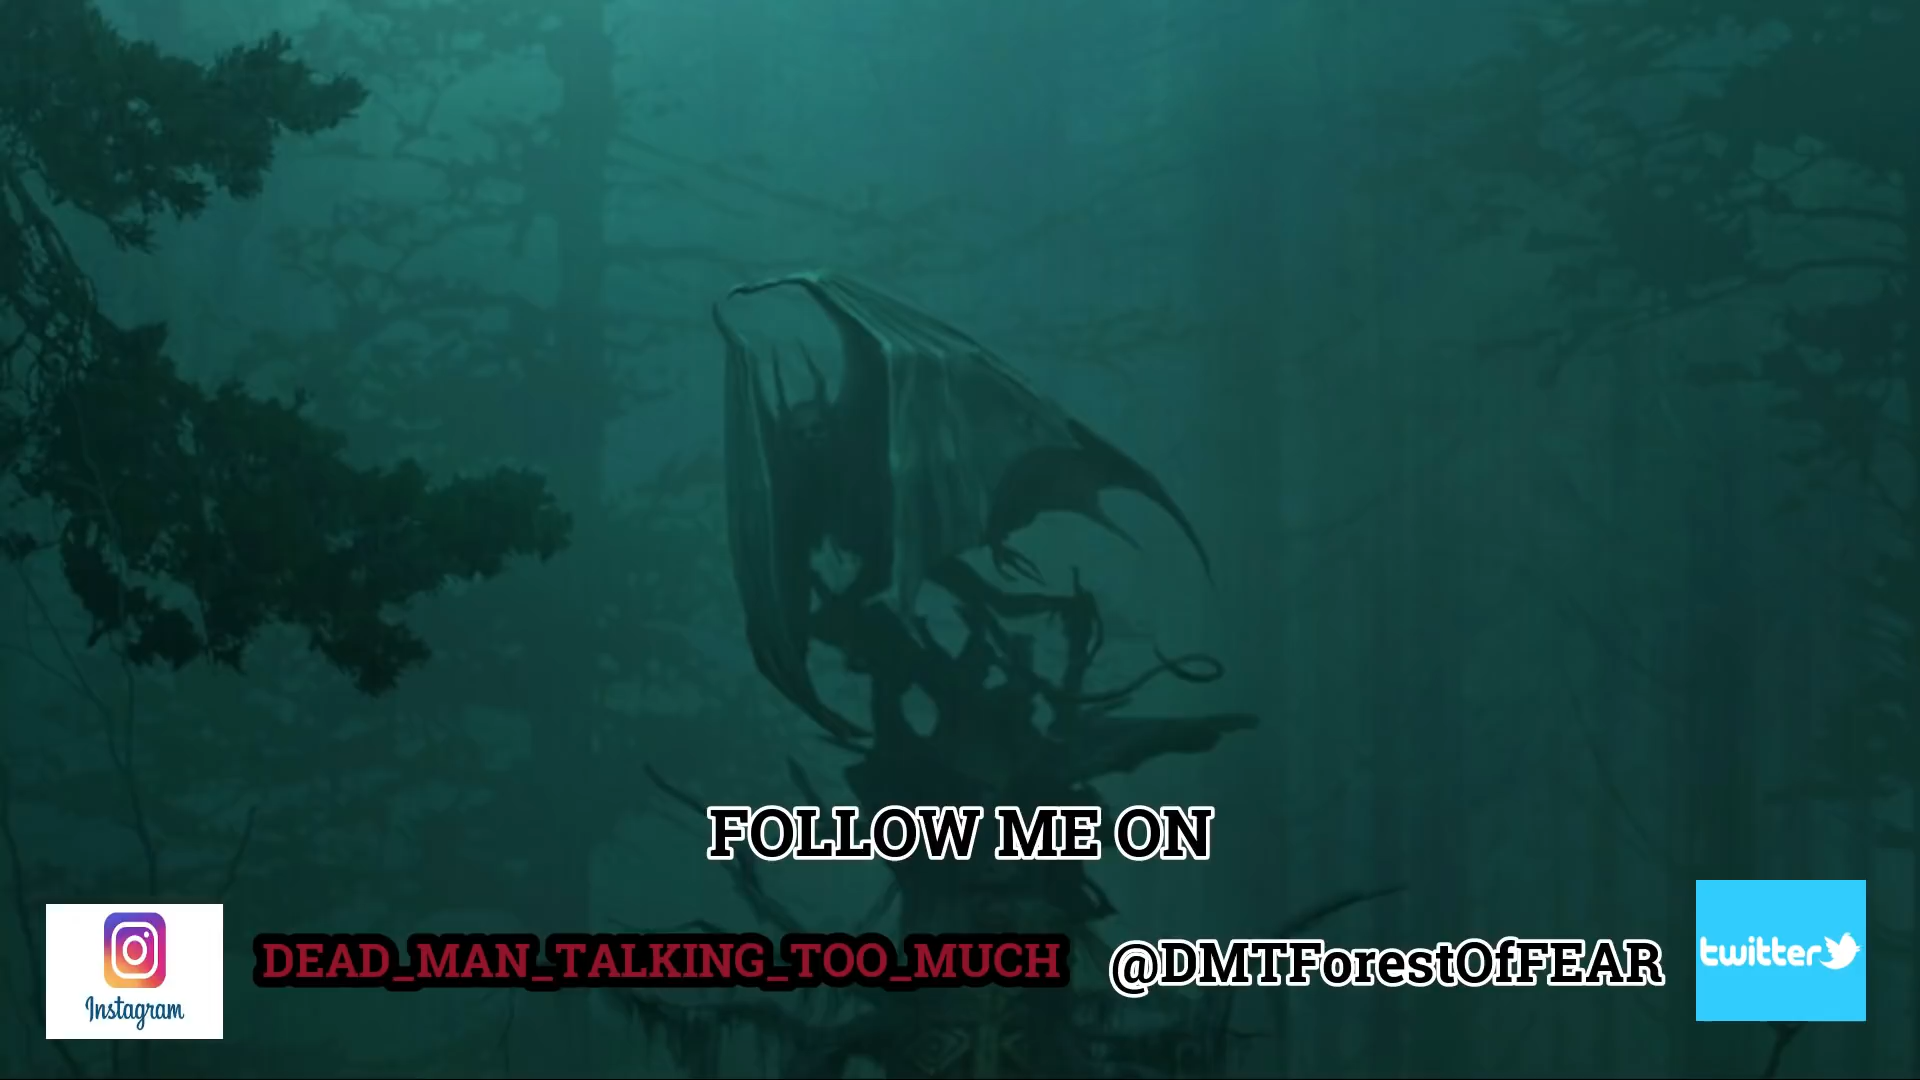 FOLLOW ME ON
Instagram
DEAD_MAN_TALKING_TOO_MUCH
@DMTForestOfFEAR
twitter